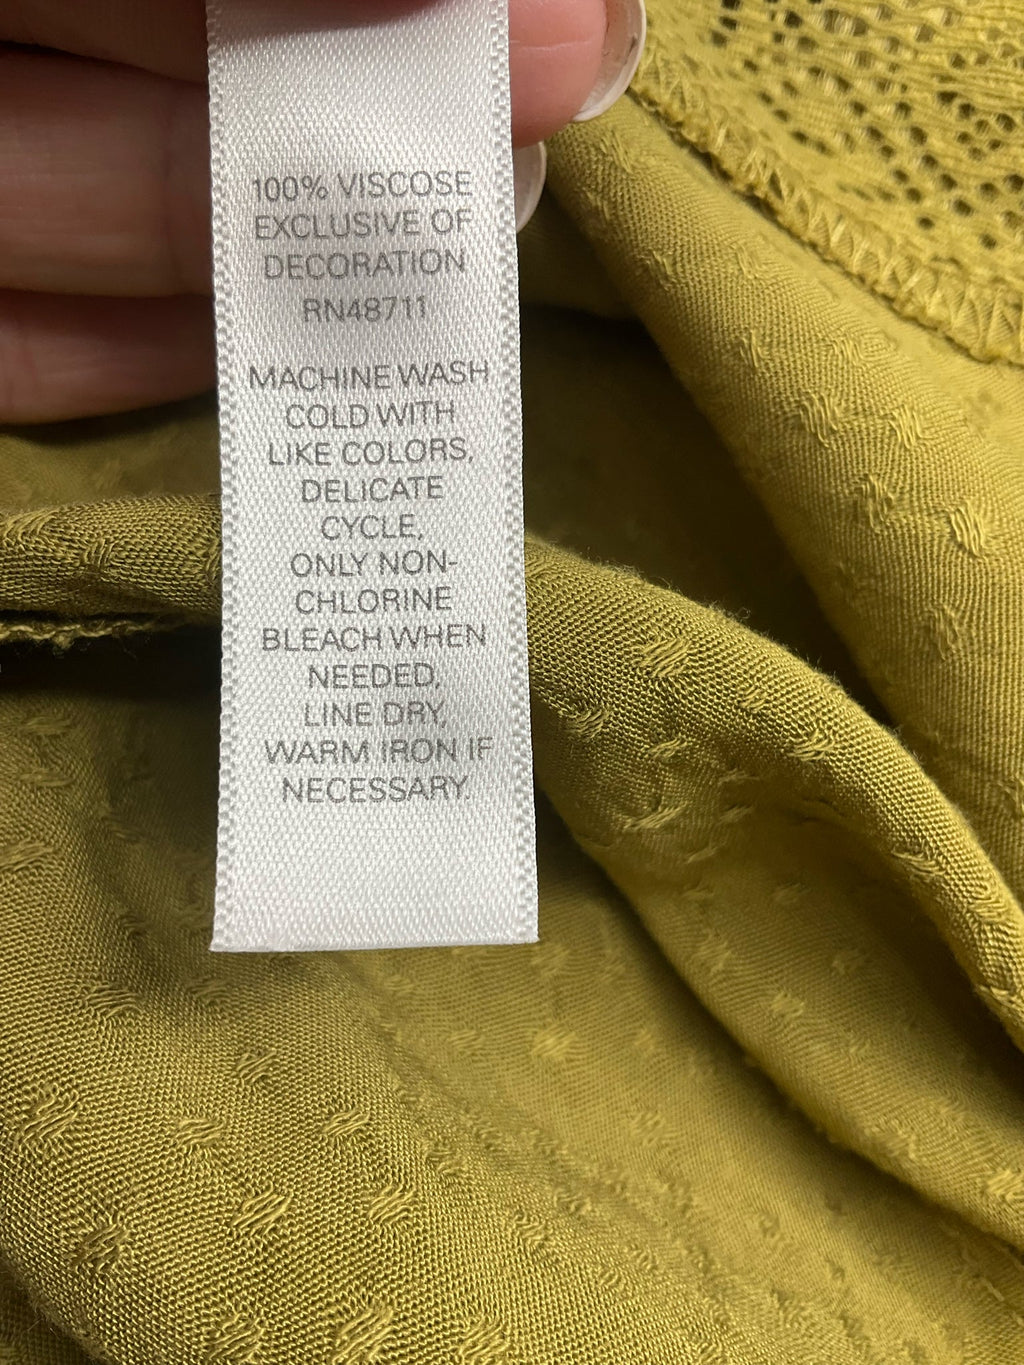 100% VISCOSE
EXCLUSIVE OF
DECORATION
RN48711
MACHINE WASH
COLD WITH
LIKE COLORS,
DELICATE
CYCLE,
ONLY NON-
CHLORINE
BLEACH WHEN
NEEDED,
LINE DRY,
WARM IRON IF
NECESSARY.